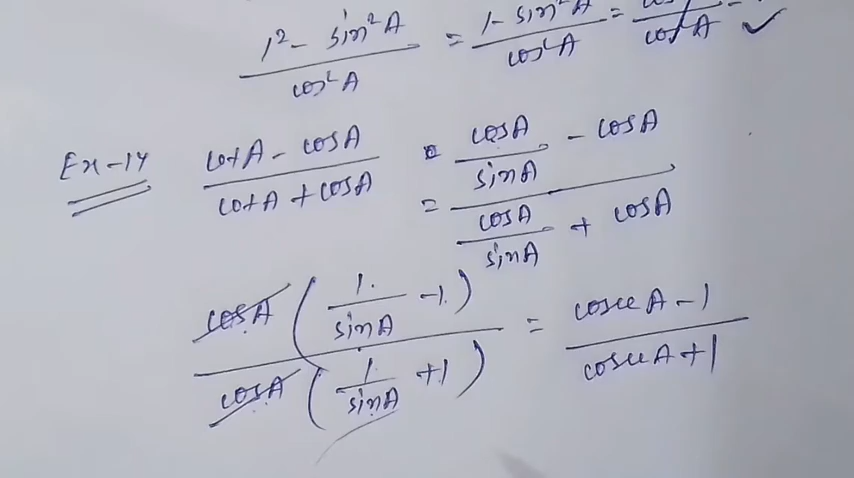 1² - sin²A / cos²A = 1 - sin²A / cos²A = / cos²A
Ex-14 cotA - cosA / cotA + cosA = cosA/sinA - cosA / cosA/sinA + cosA
cosA (1/sinA - 1) / cosA (1/sinA + 1) = cosecA - 1 / cosecA + 1